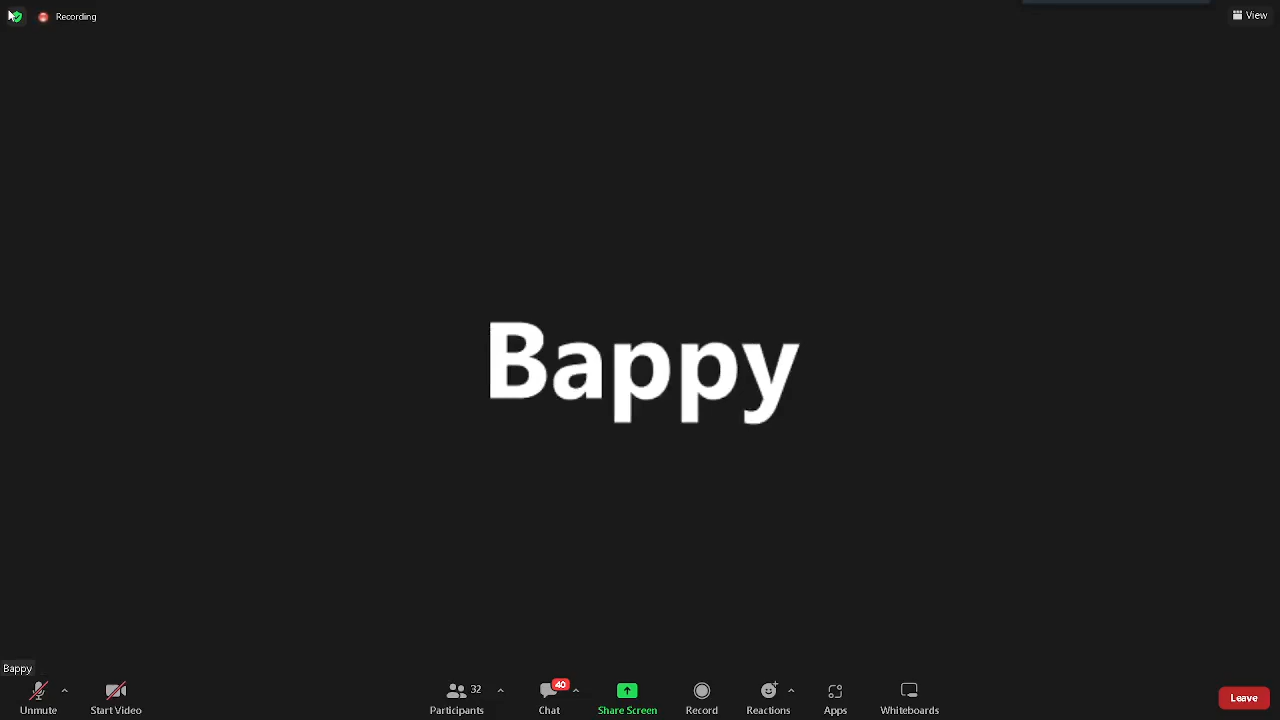 Recording
View
Bappy
Bappy
Unmute
Start Video
32
Participants
40
Chat
Share Screen
Record
Reactions
Apps
Whiteboards
Leave